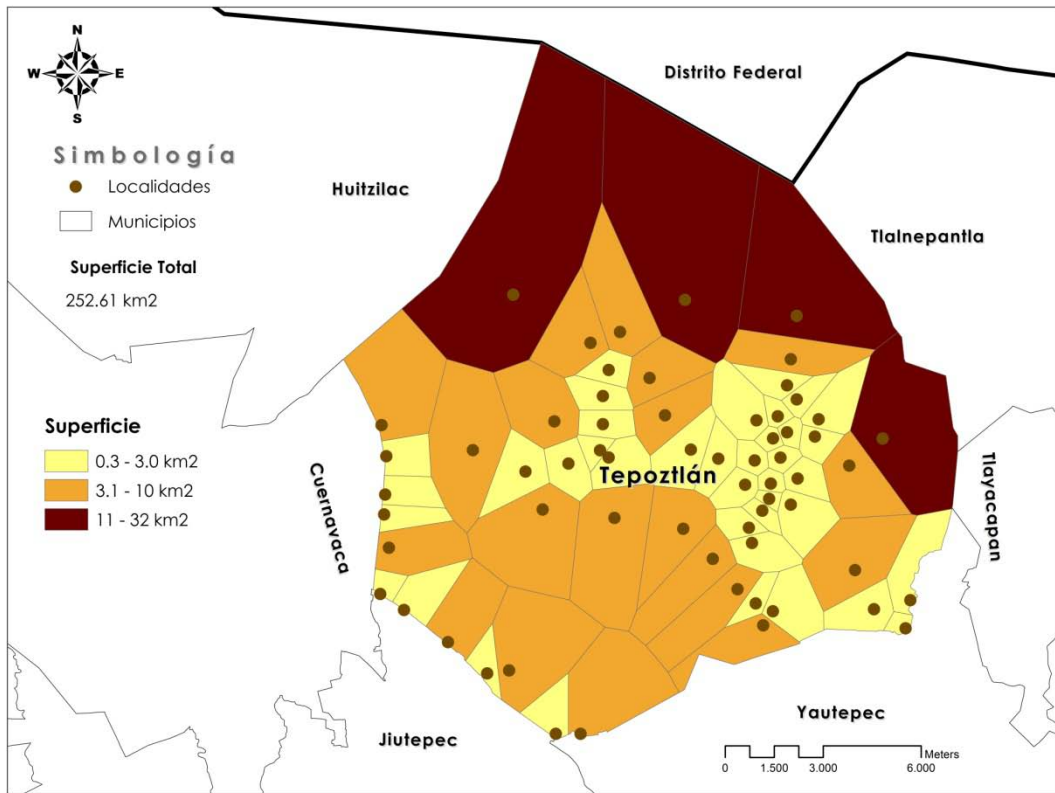 N
W E
S
Simbología
Localidades
Municipios
Superficie Total
252.61 km2
Superficie
0.3 - 3.0 km2
3.1 - 10 km2
11 - 32 km2
Distrito Federal
Huitzilac
Tlalnepantla
Tepoztlán
Cuernavaca
Tlayacapan
Jiutepec
Yautepec
Meters
0 1.500 3.000 6.000